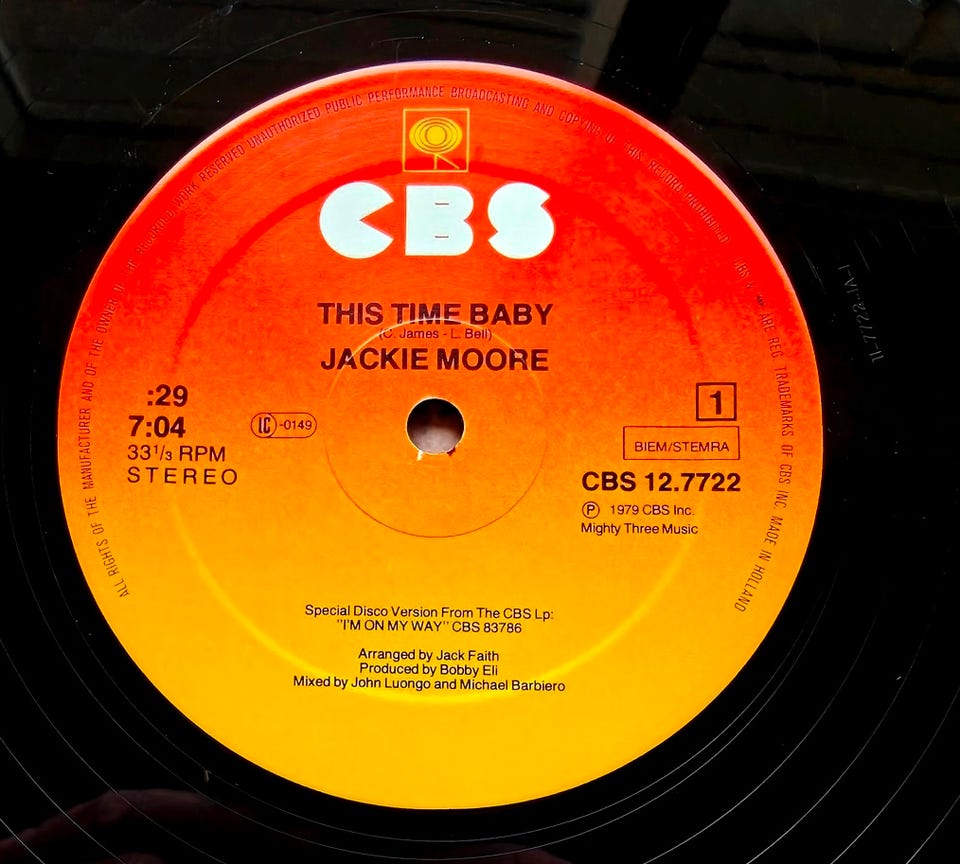 ALL RIGHTS OF THE MANUFACTURER AND OF THE OWNER OF THE RECORDED WORK RESERVED UNAUTHORIZED PUBLIC PERFORMANCE BROADCASTING AND COPYING OF THIS RECORD PROHIBITED
ARE REG. TRADEMARKS OF CBS INC. MADE IN HOLLAND
CBS
THIS TIME BABY
(C. James - L. Bell)
JACKIE MOORE
:29
7:04
33 1/3 RPM
STEREO
LC -0149
1
BIEM/STEMRA
CBS 12.7722
Ⓟ 1979 CBS Inc.
Mighty Three Music
Special Disco Version From The CBS Lp:
"I'M ON MY WAY" CBS 83786
Arranged by Jack Faith
Produced by Bobby Eli
Mixed by John Luongo and Michael Barbiero